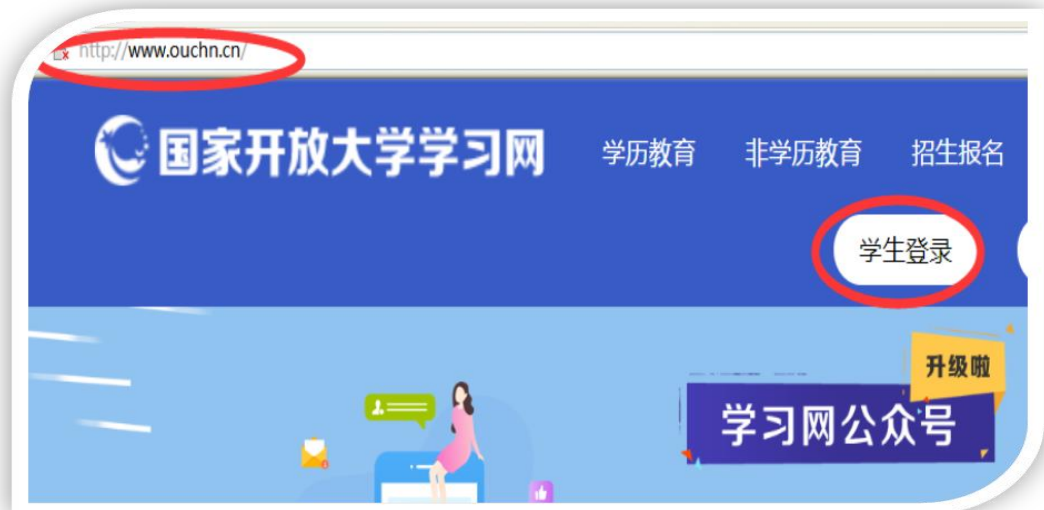 http://www.ouchn.cn/
国家开放大学学习网 学历教育 非学历教育 招生报名
学生登录
升级啦
学习网公众号